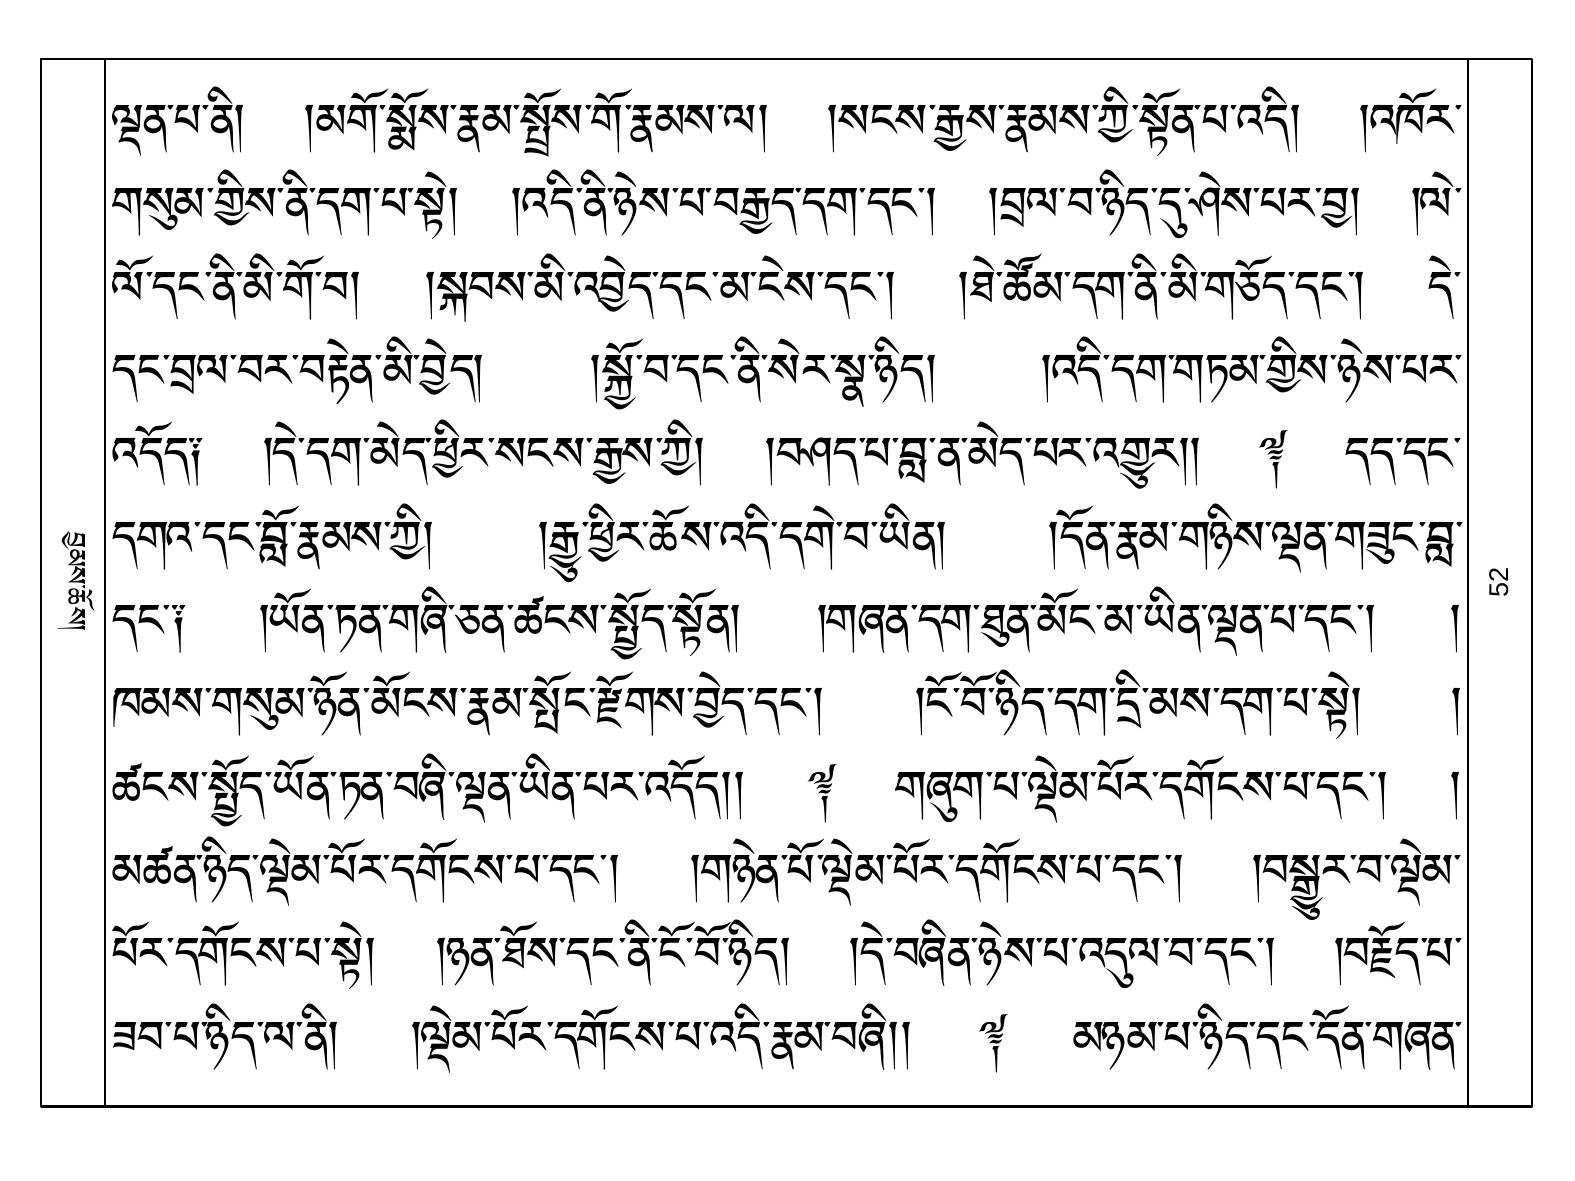 ལྡན་པ་ནི། །མགོ་སྨོས་རྣམ་སྤྲོས་གོ་རྣམས་ལ། །སངས་རྒྱས་རྣམས་ཀྱི་སྟོན་པ་འདི། །འཁོར་
གསུམ་གྱིས་ནི་དག་པ་སྟེ། །འདི་ནི་ཉེས་པ་བརྒྱད་དག་དང་། །བྲལ་བ་ཉིད་དུ་ཤེས་པར་བྱ། །ལེ་
ལོ་དང་ནི་མི་གོ་བ། །སྐབས་མི་འབྱེད་དང་མ་ངེས་དང་། །ཐེ་ཚོམ་དག་ནི་མི་གཅོད་དང་། དེ་
དང་བྲལ་བར་བརྟེན་མི་བྱེད། །སྐྱོ་བ་དང་ནི་སེར་སྣ་ཉིད། །འདི་དག་གཏམ་གྱིས་ཉེས་པར་
འདོད༑ །དེ་དག་མེད་ཕྱིར་སངས་རྒྱས་ཀྱི། །བཤད་པ་བླ་ན་མེད་པར་འགྱུར།། ༈ དད་དང་
དགའ་དང་བློ་རྣམས་ཀྱི། །རྒྱུ་ཕྱིར་ཆོས་འདི་དགེ་བ་ཡིན། །དོན་རྣམ་གཉིས་ལྡན་གཟུང་བླ་
དང་༑ །ཡོན་ཏན་གཞི་ཅན་ཚངས་སྤྱོད་སྟོན། །གཞན་དག་ཐུན་མོང་མ་ཡིན་ལྡན་པ་དང་། །
ཁམས་གསུམ་ཉོན་མོངས་རྣམ་སྤོང་རྫོགས་བྱེད་དང་། །ངོ་བོ་ཉིད་དག་དྲི་མས་དག་པ་སྟེ། །
ཚངས་སྤྱོད་ཡོན་ཏན་བཞི་ལྡན་ཡིན་པར་འདོད།། ༈ གཞུག་པ་ལྡེམ་པོར་དགོངས་པ་དང་། །
མཚན་ཉིད་ལྡེམ་པོར་དགོངས་པ་དང་། །གཉེན་པོ་ལྡེམ་པོར་དགོངས་པ་དང་། །བསྒྱུར་བ་ལྡེམ་
པོར་དགོངས་པ་སྟེ། །ཉན་ཐོས་དང་ནི་ངོ་བོ་ཉིད། །དེ་བཞིན་ཉེས་པ་འདུལ་བ་དང་། །བརྗོད་པ་
ཟབ་པ་ཉིད་ལ་ནི། །ལྡེམ་པོར་དགོངས་པ་འདི་རྣམ་བཞི།། ༈ མཉམ་པ་ཉིད་དང་དོན་གཞན་
བྱམས་ཆོས།
52